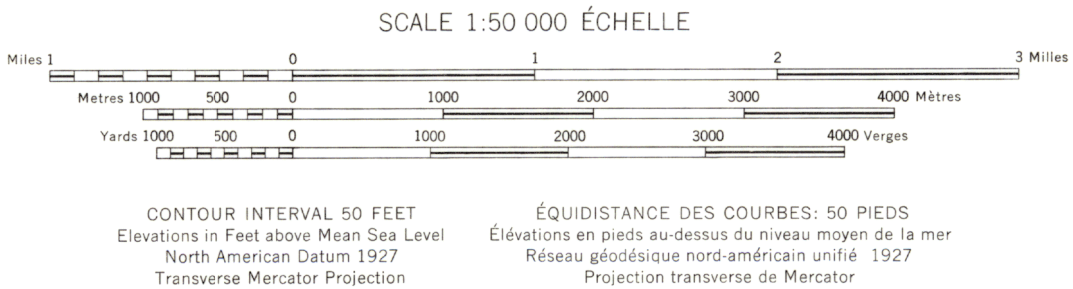 SCALE 1:50 000 ÉCHELLE
Miles 1 0 1 2 3 Milles
Metres 1000 500 0 1000 2000 3000 4000 Mètres
Yards 1000 500 0 1000 2000 3000 4000 Verges
CONTOUR INTERVAL 50 FEET
Elevations in Feet above Mean Sea Level
North American Datum 1927
Transverse Mercator Projection
ÉQUIDISTANCE DES COURBES: 50 PIEDS
Élévations en pieds au-dessus du niveau moyen de la mer
Réseau géodésique nord-américain unifié 1927
Projection transverse de Mercator